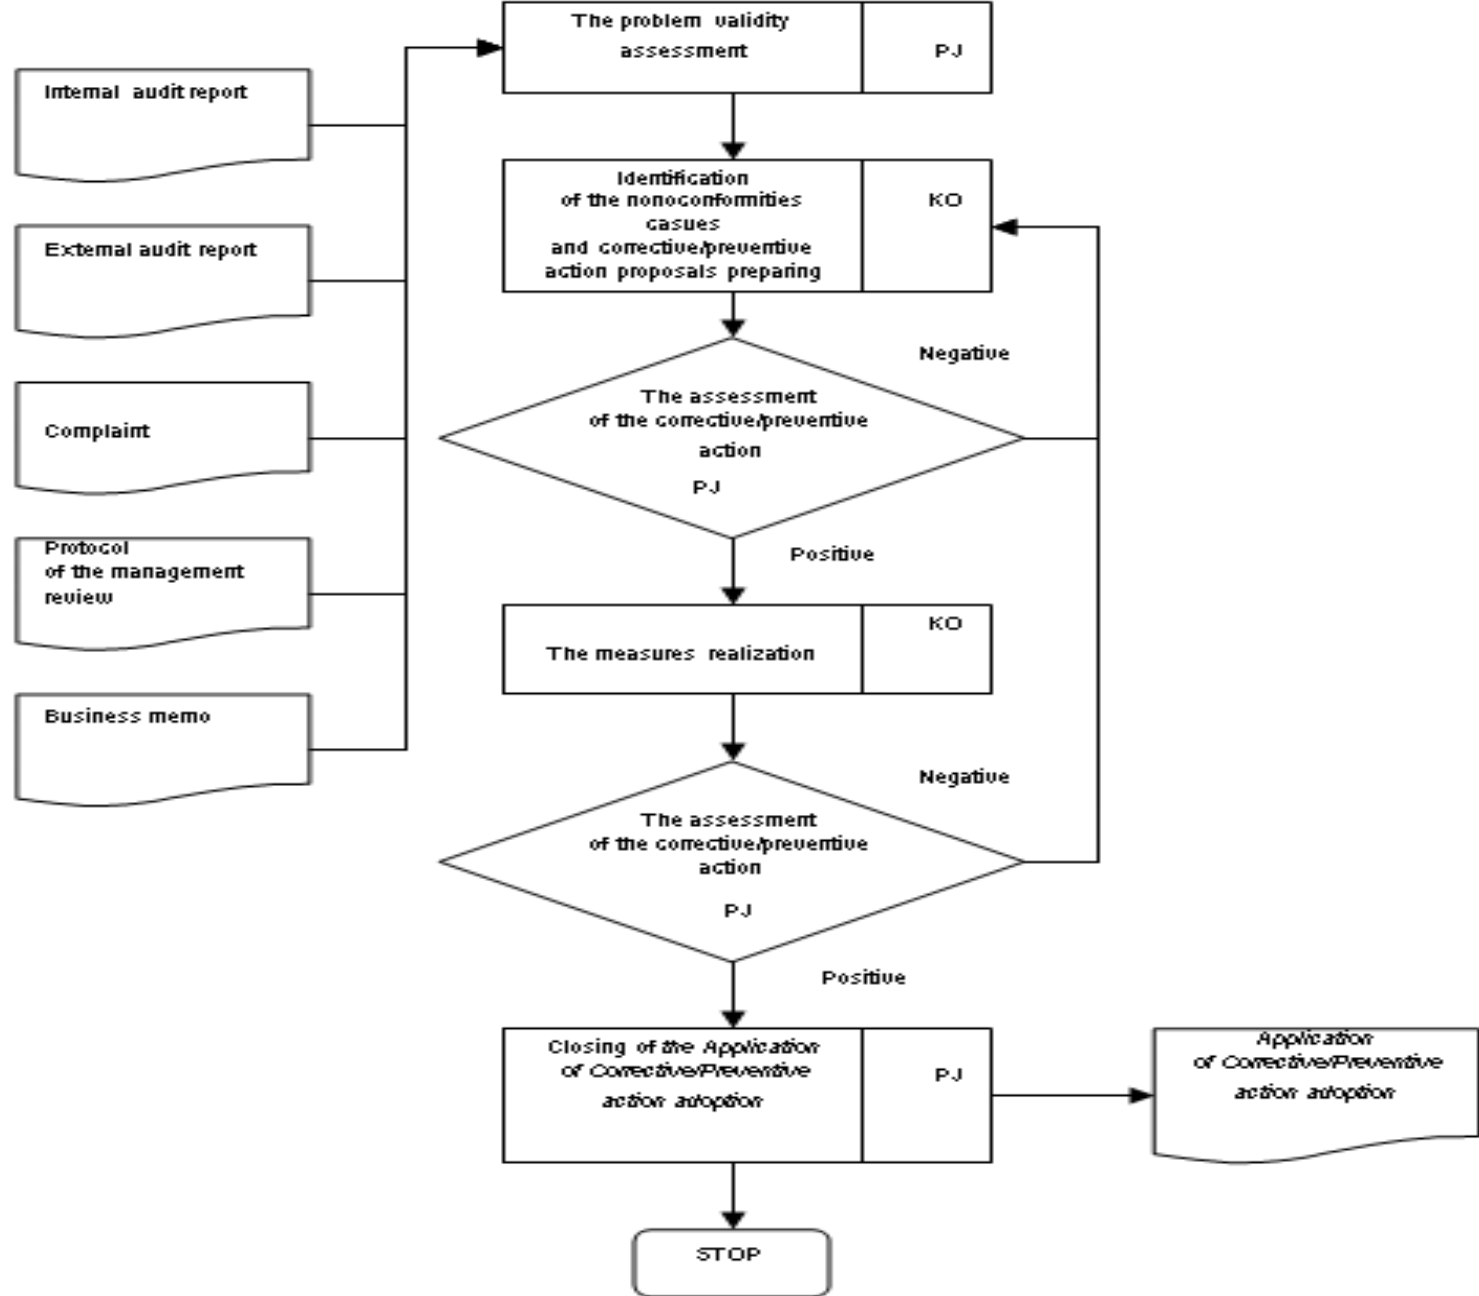 The problem validity
assessment
PJ
Internal audit report
Identification
of the nonoconformities
casues
and corrective/preventive
action proposals preparing
KO
External audit report
Negative
The assessment
of the corrective/preventive
action
PJ
Complaint
Positive
Protocol
of the management
review
The measures realization
KO
Business memo
Negative
The assessment
of the corrective/preventive
action
PJ
Positive
Closing of the Application
of Corrective/Preventive
action adoption
PJ
Application
of Corrective/Preventive
action adoption
STOP